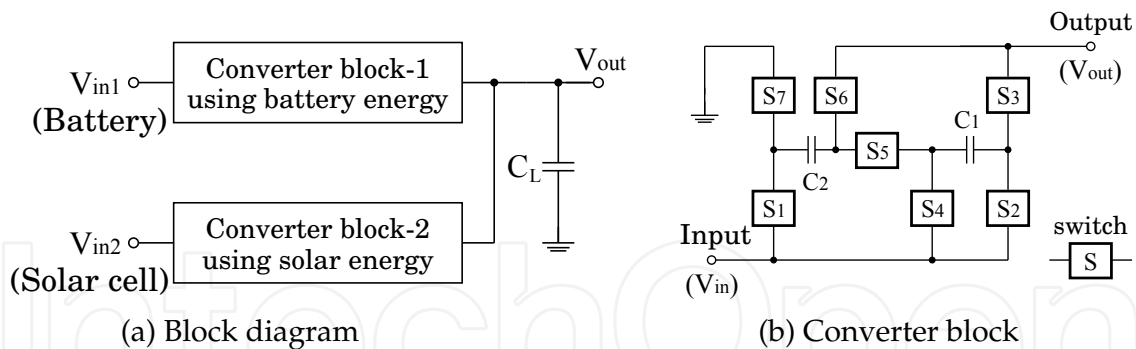 Vin1
(Battery)
Converter block-1
using battery energy
Vout
CL
Vin2
(Solar cell)
Converter block-2
using solar energy
(a) Block diagram
Output
(Vout)
S7
S6
S3
C1
C2
S5
S1
S4
S2
Input
(Vin)
switch
S
(b) Converter block
IntechOpen